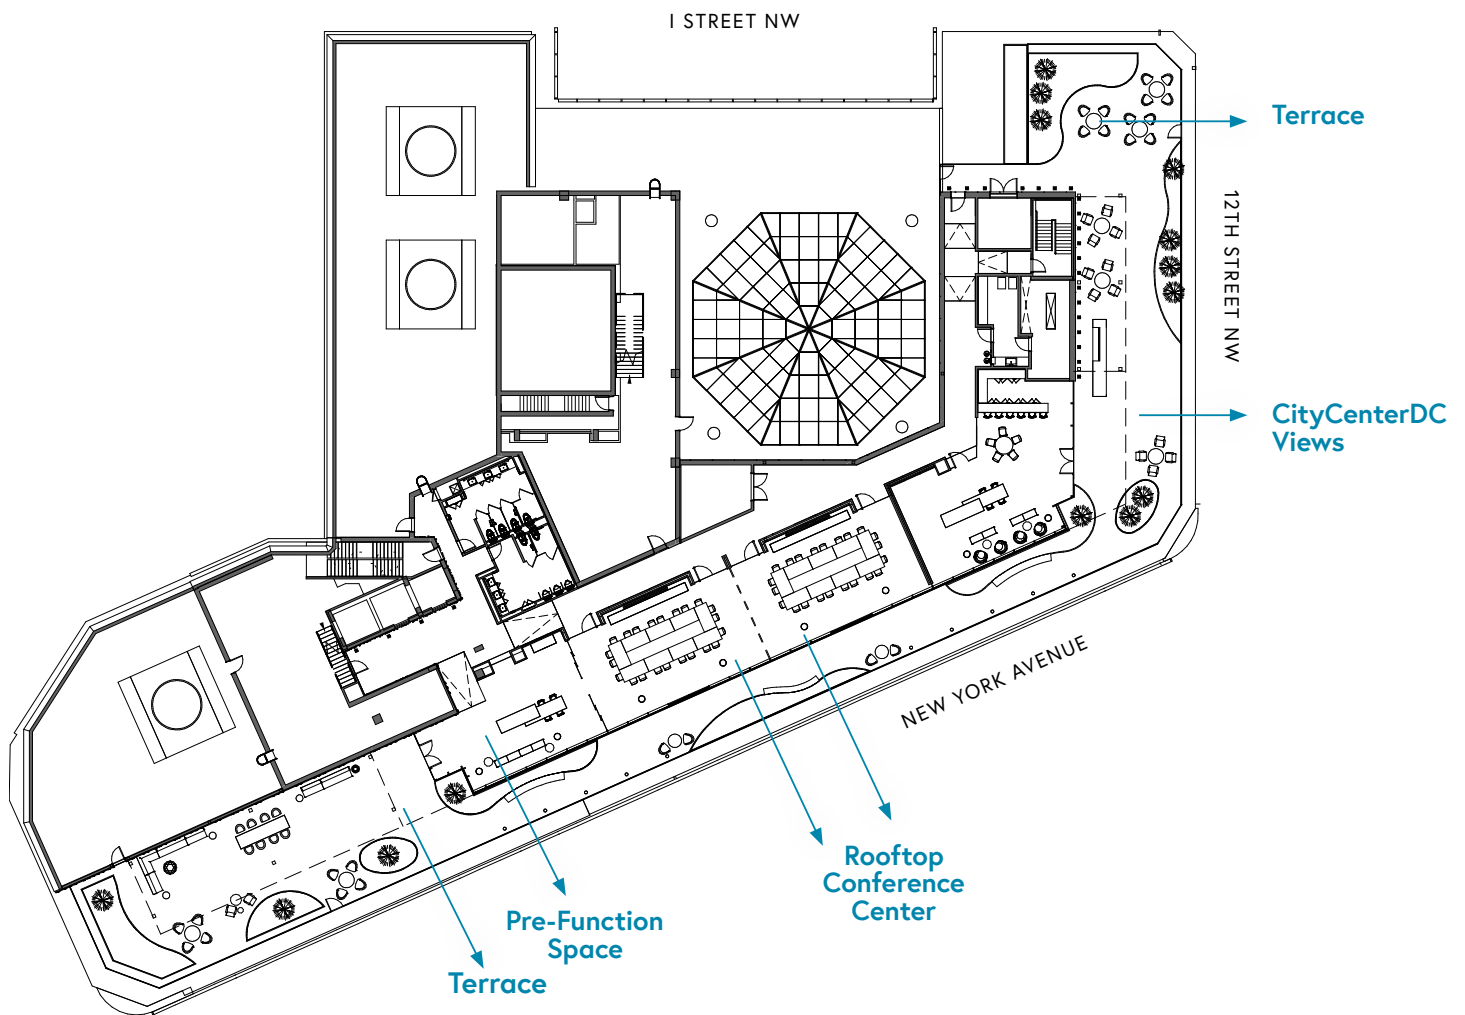 I STREET NW
Terrace
12TH STREET NW
CityCenterDC
Views
NEW YORK AVENUE
Rooftop
Conference
Center
Pre-Function
Space
Terrace